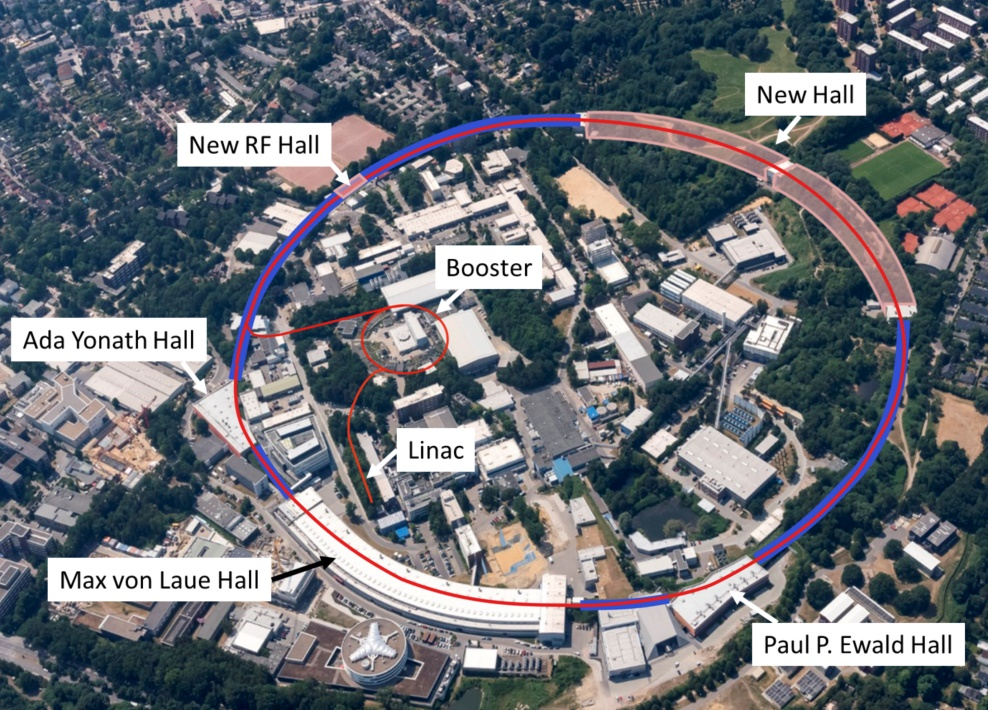 New Hall
New RF Hall
Booster
Ada Yonath Hall
Linac
Max von Laue Hall
Paul P. Ewald Hall